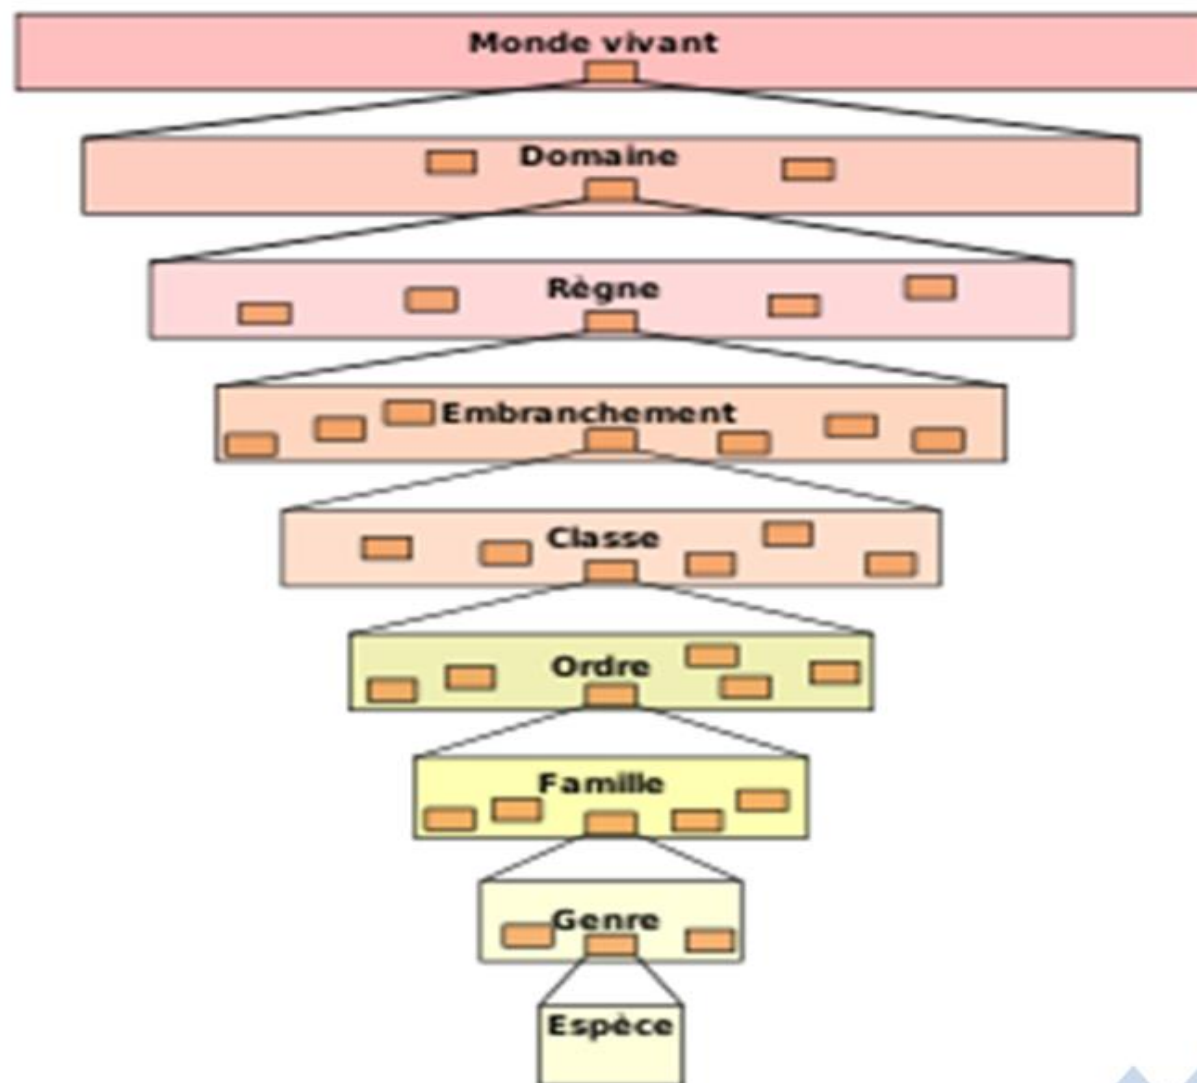 Monde vivant
Domaine
Règne
Embranchement
Classe
Ordre
Famille
Genre
Espèce